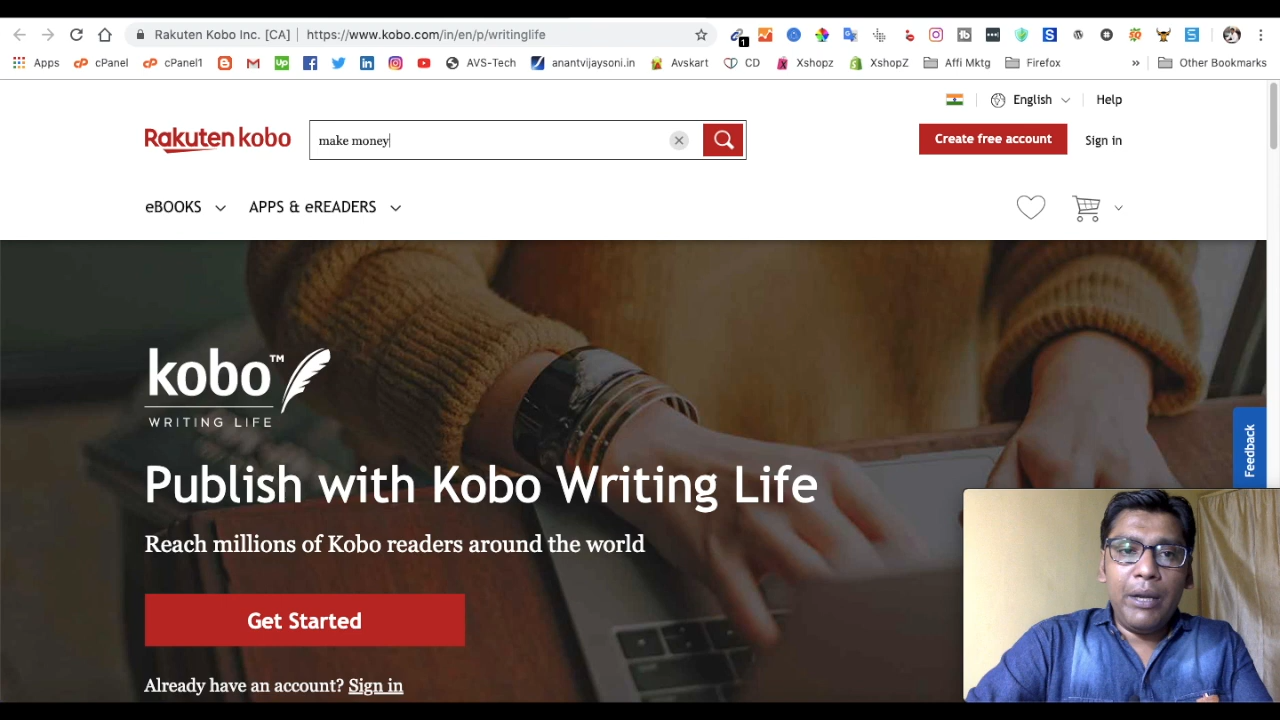 Rakuten Kobo Inc. [CA] | https://www.kobo.com/in/en/p/writinglife
1
Apps cPanel cPanel1 AVS-Tech anantvijaysoni.in Avskart CD Xshopz XshopZ Affi Mktg Firefox » Other Bookmarks
English Help
Rakuten kobo make money Create free account Sign in
eBOOKS APPS & eREADERS
kobo™
WRITING LIFE
Feedback
Publish with Kobo Writing Life
Reach millions of Kobo readers around the world
Get Started
Already have an account? Sign in